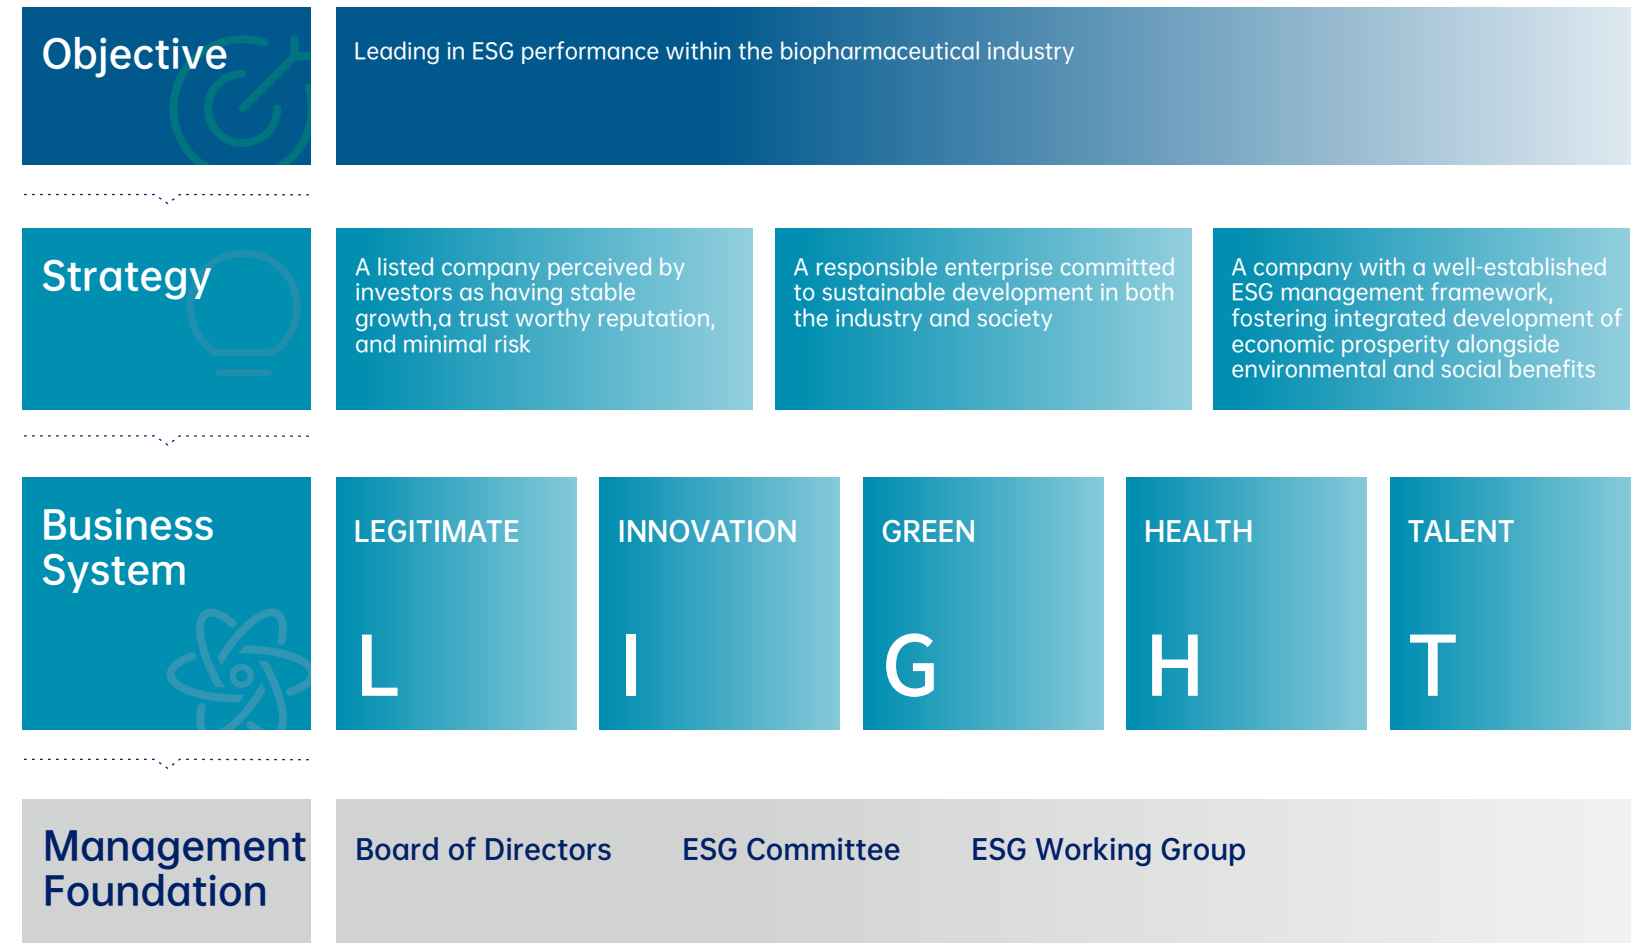 Objective
Leading in ESG performance within the biopharmaceutical industry
Strategy
A listed company perceived by
investors as having stable
growth,a trust worthy reputation,
and minimal risk
A responsible enterprise committed
to sustainable development in both
the industry and society
A company with a well-established
ESG management framework,
fostering integrated development of
economic prosperity alongside
environmental and social benefits
Business
System
LEGITIMATE
L
INNOVATION
I
GREEN
G
HEALTH
H
TALENT
T
Management
Foundation
Board of Directors
ESG Committee
ESG Working Group